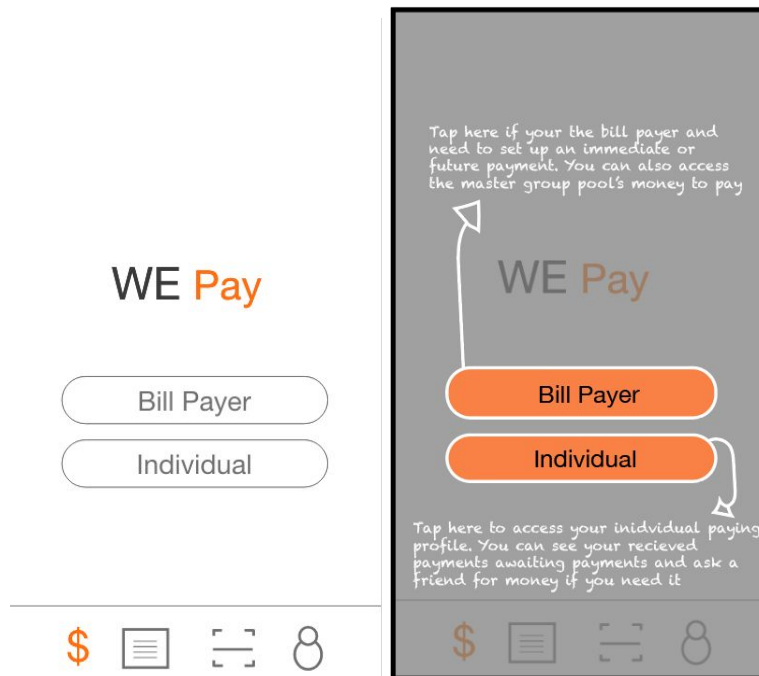 WE Pay
Bill Payer
Individual
$
Tap here if your the bill payer and
need to set up an immediate or
future payment. You can also access
the master group pool's money to pay
WE Pay
Bill Payer
Individual
Tap here to access your inidvidual paying
profile. You can see your recieved
payments awaiting payments and ask a
friend for money if you need it
$